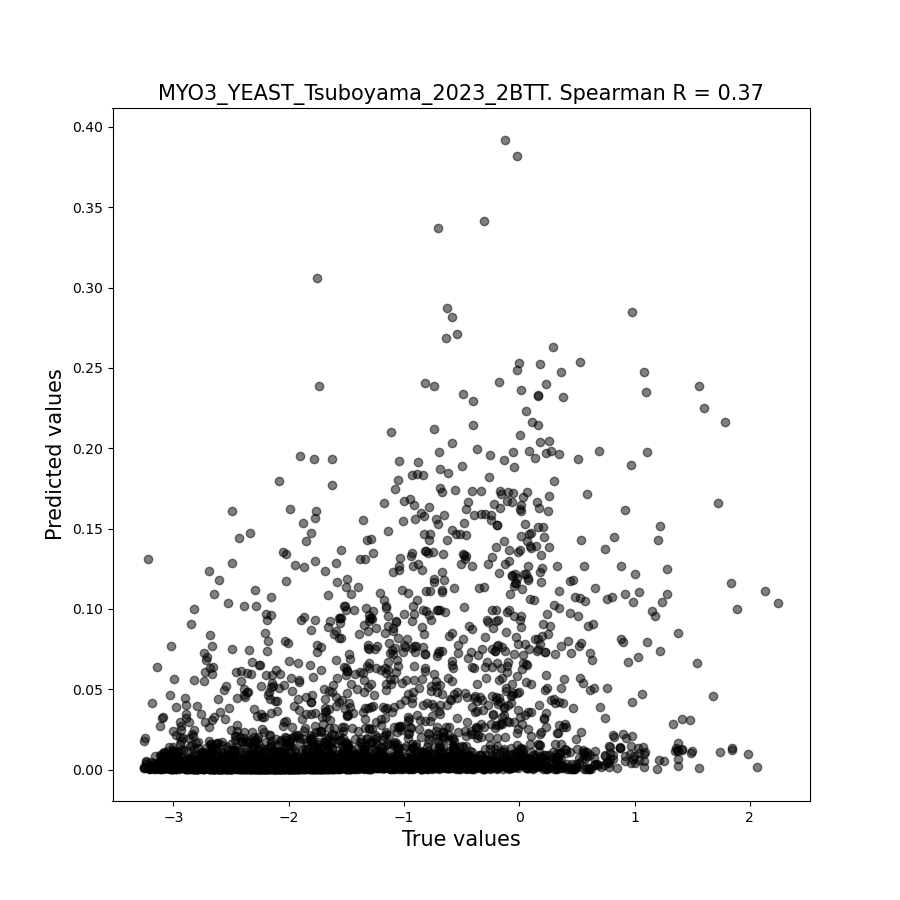 MYO3_YEAST_Tsuboyama_2023_2BTT. Spearman R = 0.37
0.40
0.35
0.30
0.25
0.20
0.15
0.10
0.05
0.00
Predicted values
−3 −2 −1 0 1 2
True values